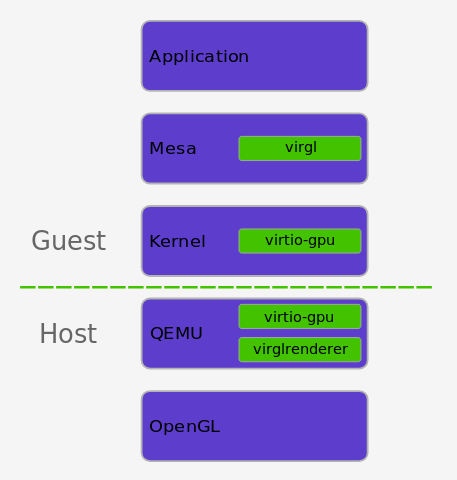 Application
Mesa
virgl
Guest
Kernel
virtio-gpu
Host
QEMU
virtio-gpu
virglrenderer
OpenGL